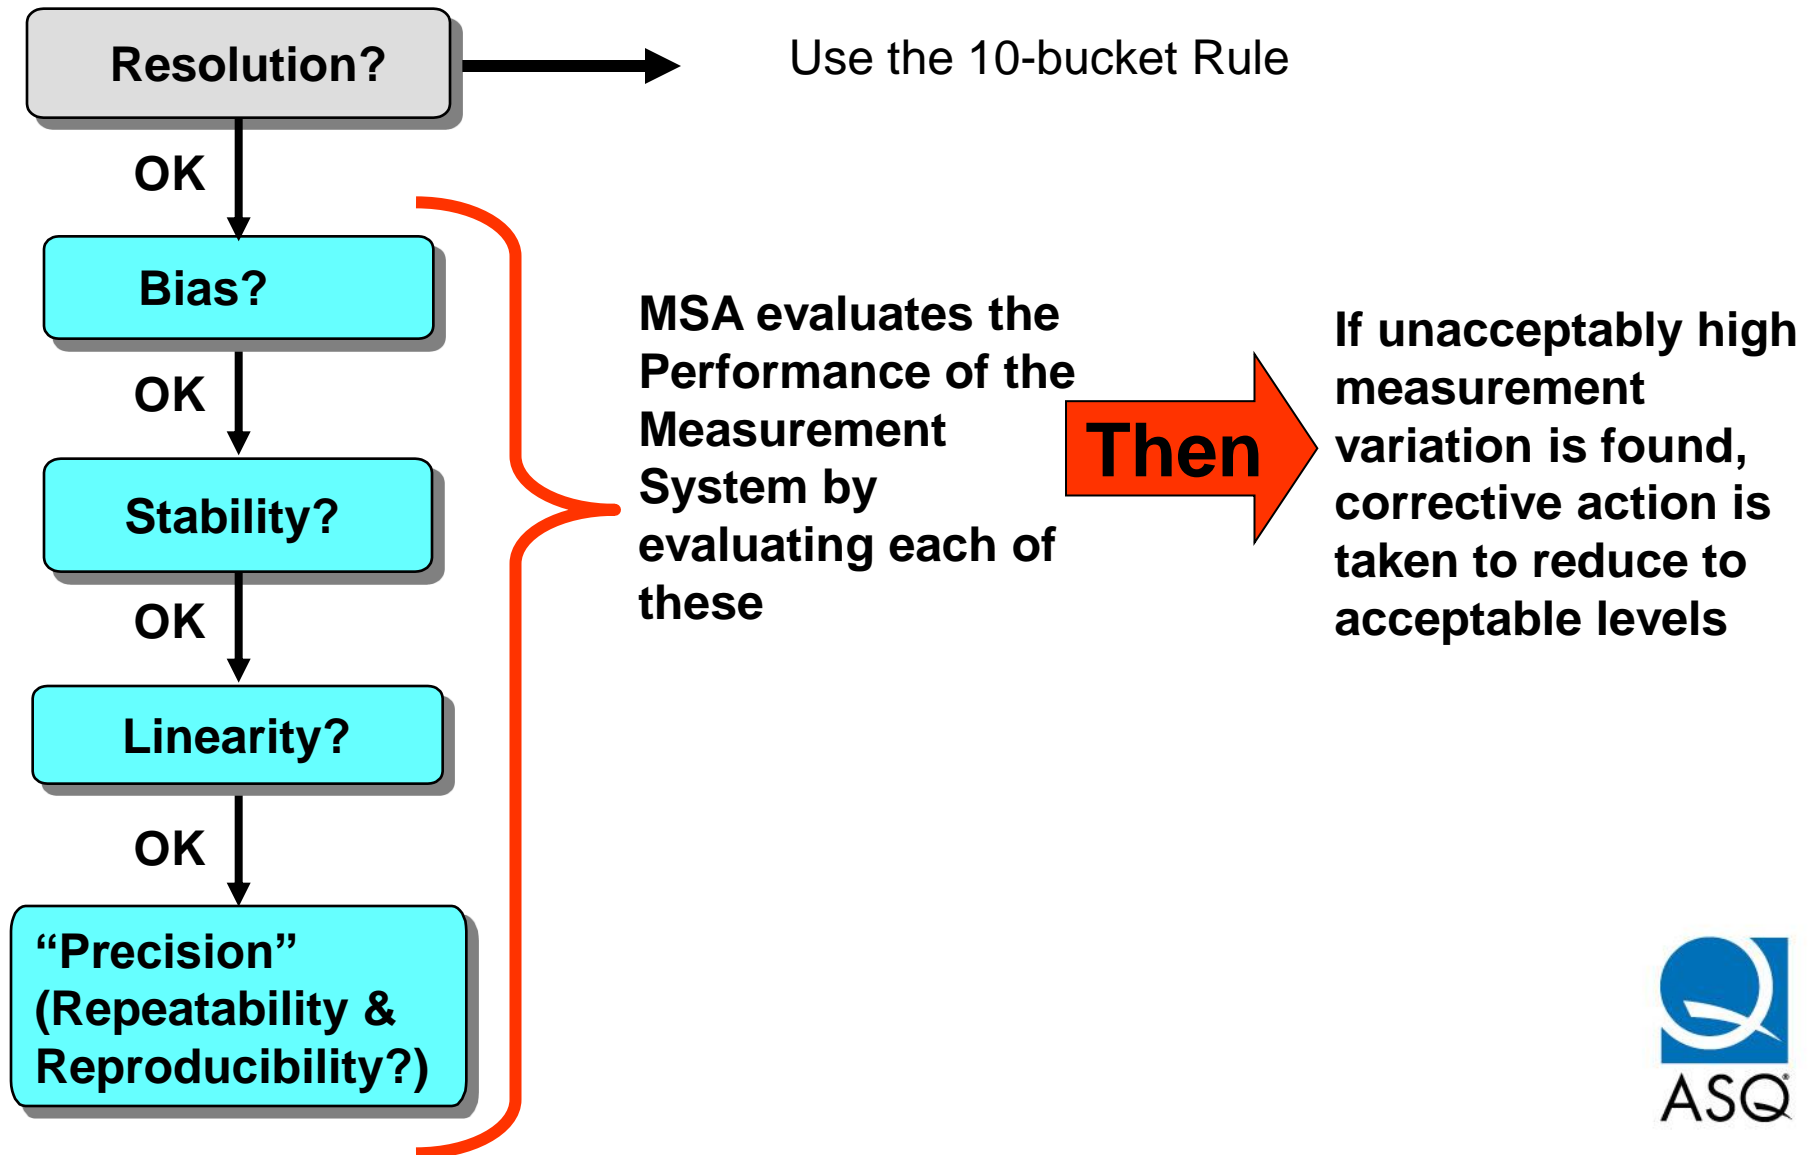 Resolution?
Use the 10-bucket Rule
OK
Bias?
OK
Stability?
OK
Linearity?
OK
“Precision”
(Repeatability &
Reproducibility?)
MSA evaluates the
Performance of the
Measurement
System by
evaluating each of
these
Then
If unacceptably high
measurement
variation is found,
corrective action is
taken to reduce to
acceptable levels
ASQ®